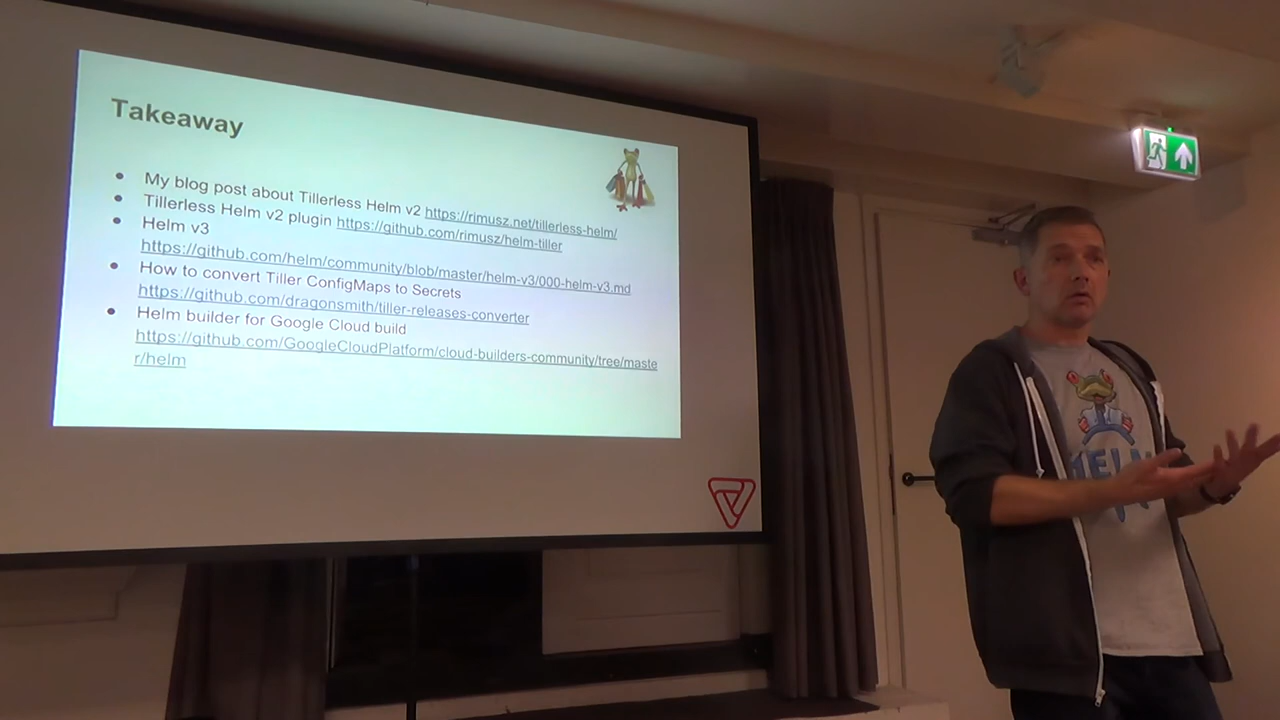 Takeaway
● My blog post about Tillerless Helm v2 https://rimusz.net/tillerless-helm/
● Tillerless Helm v2 plugin https://github.com/rimusz/helm-tiller
● Helm v3
https://github.com/helm/community/blob/master/helm-v3/000-helm-v3.md
● How to convert Tiller ConfigMaps to Secrets
https://github.com/dragonsmith/tiller-releases-converter
● Helm builder for Google Cloud build
https://github.com/GoogleCloudPlatform/cloud-builders-community/tree/maste
r/helm
HELM